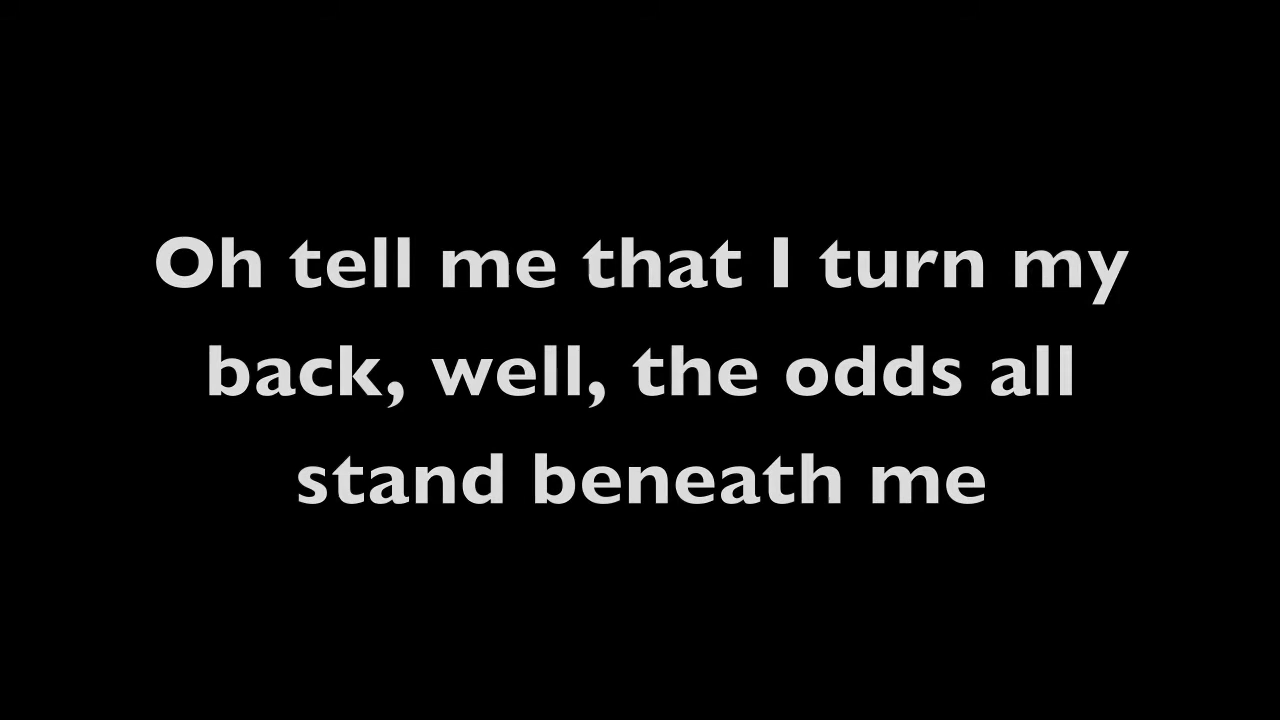 Oh tell me that I turn my
back, well, the odds all
stand beneath me